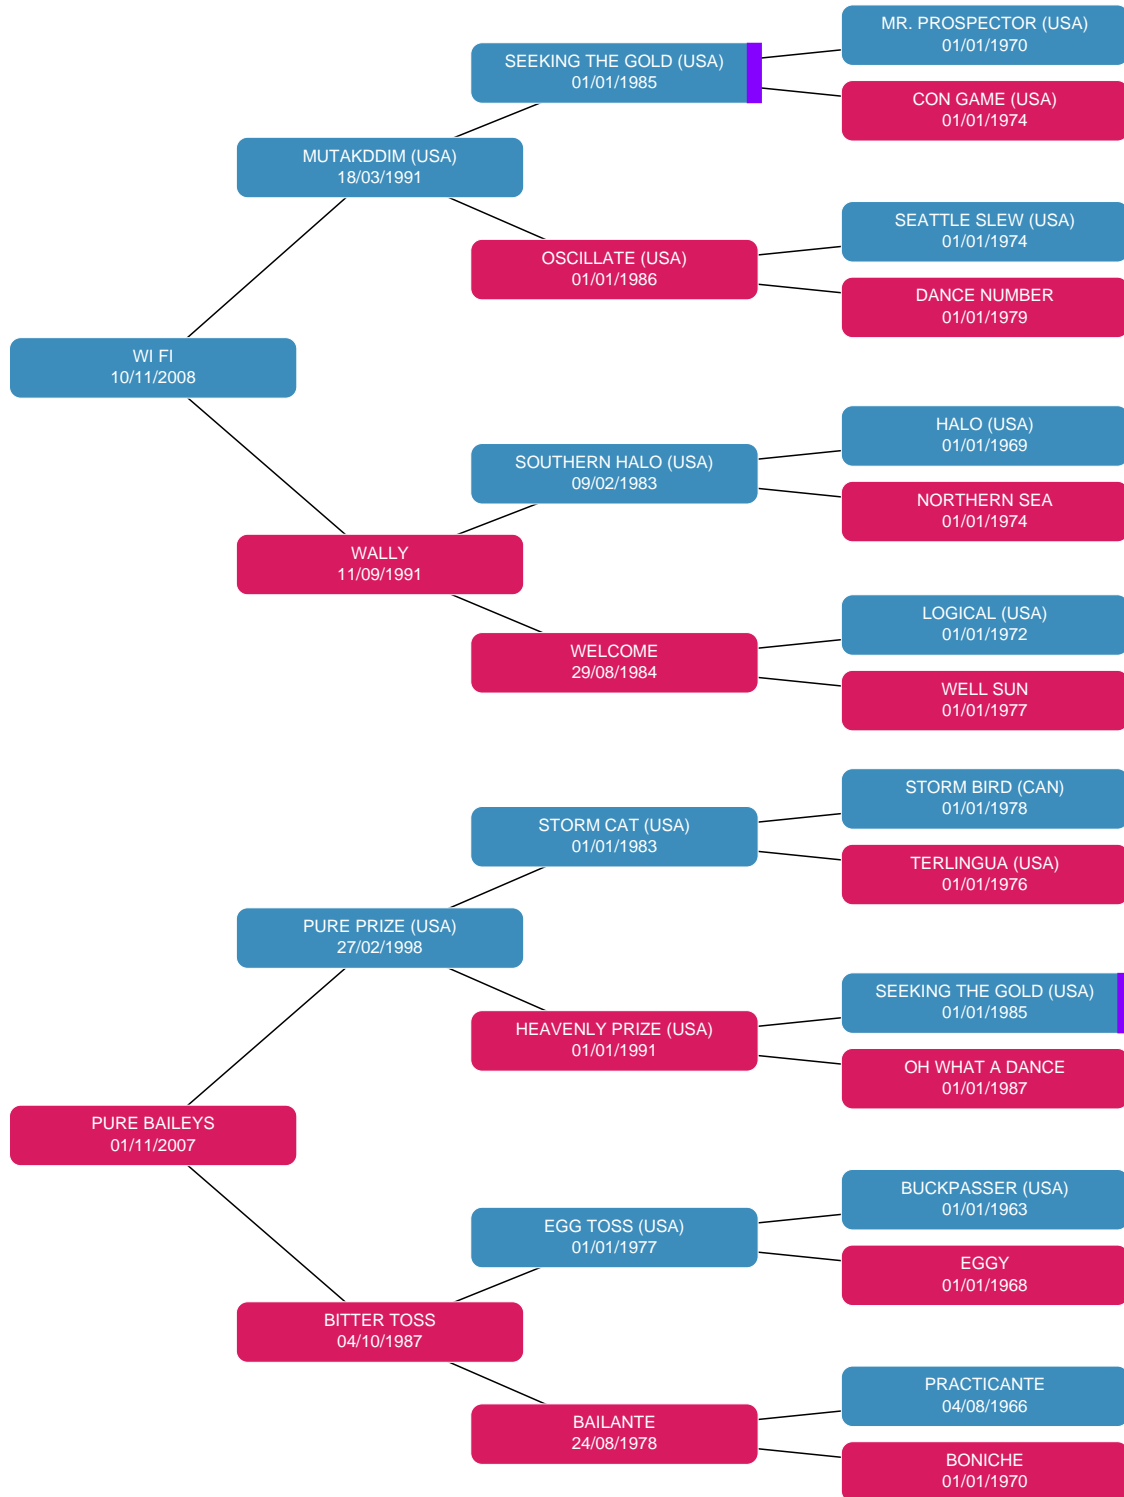 MR. PROSPECTOR (USA)
01/01/1970
SEEKING THE GOLD (USA)
01/01/1985
CON GAME (USA)
01/01/1974
MUTAKDDIM (USA)
18/03/1991
SEATTLE SLEW (USA)
01/01/1974
OSCILLATE (USA)
01/01/1986
DANCE NUMBER
01/01/1979
WI FI
10/11/2008
HALO (USA)
01/01/1969
SOUTHERN HALO (USA)
09/02/1983
NORTHERN SEA
01/01/1974
WALLY
11/09/1991
LOGICAL (USA)
01/01/1972
WELCOME
29/08/1984
WELL SUN
01/01/1977
STORM BIRD (CAN)
01/01/1978
STORM CAT (USA)
01/01/1983
TERLINGUA (USA)
01/01/1976
PURE PRIZE (USA)
27/02/1998
SEEKING THE GOLD (USA)
01/01/1985
HEAVENLY PRIZE (USA)
01/01/1991
OH WHAT A DANCE
01/01/1987
PURE BAILEYS
01/11/2007
BUCKPASSER (USA)
01/01/1963
EGG TOSS (USA)
01/01/1977
EGGY
01/01/1968
BITTER TOSS
04/10/1987
PRACTICANTE
04/08/1966
BAILANTE
24/08/1978
BONICHE
01/01/1970